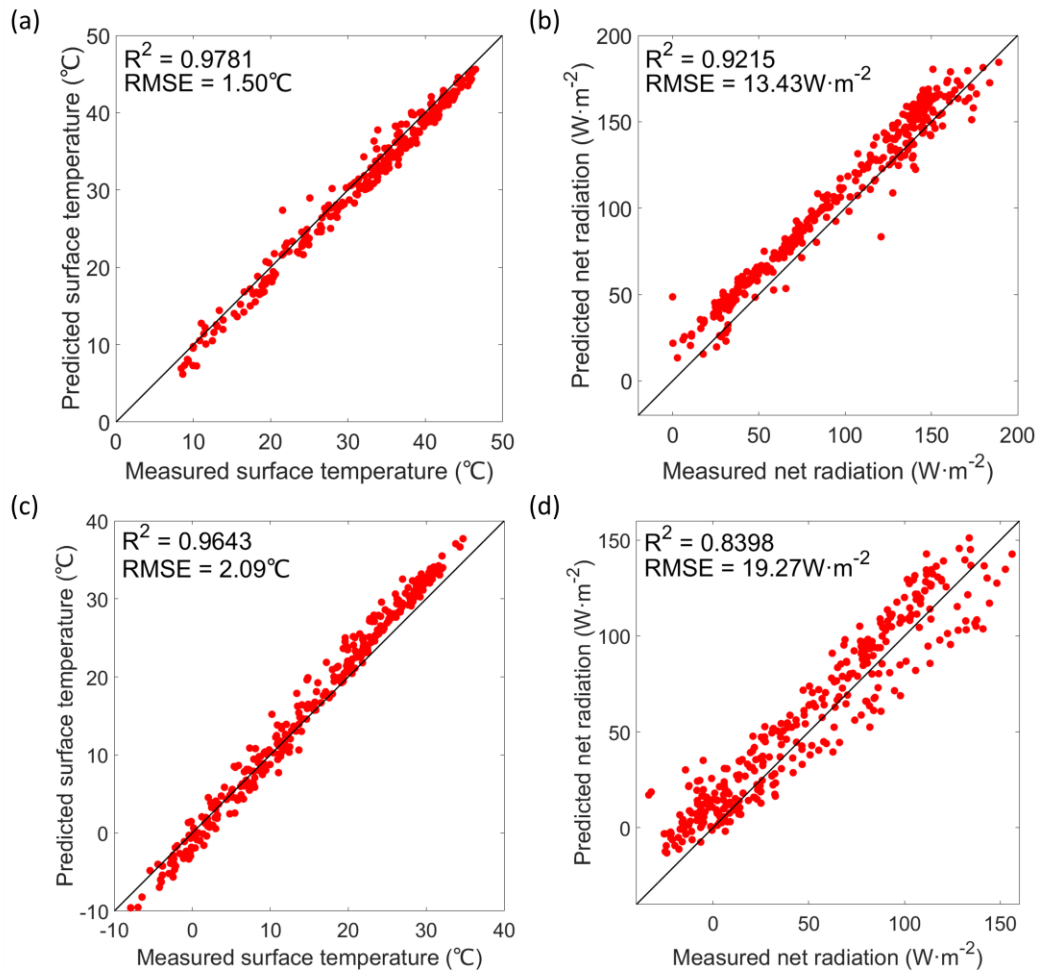 (a)
R² = 0.9781
RMSE = 1.50℃
Predicted surface temperature (℃)
50
40
30
20
10
0
0 10 20 30 40 50
Measured surface temperature (℃)
(b)
R² = 0.9215
RMSE = 13.43W·m⁻²
Predicted net radiation (W·m⁻²)
200
150
100
50
0
0 50 100 150 200
Measured net radiation (W·m⁻²)
(c)
R² = 0.9643
RMSE = 2.09℃
Predicted surface temperature (℃)
40
30
20
10
0
-10
-10 0 10 20 30 40
Measured surface temperature (℃)
(d)
R² = 0.8398
RMSE = 19.27W·m⁻²
Predicted net radiation (W·m⁻²)
150
100
50
0
0 50 100 150
Measured net radiation (W·m⁻²)